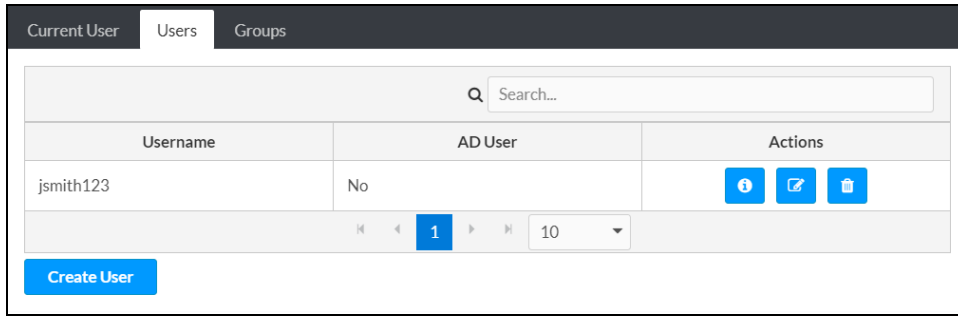 Current User Users Groups
Search...
Username AD User Actions
jsmith123 No
1 10
Create User